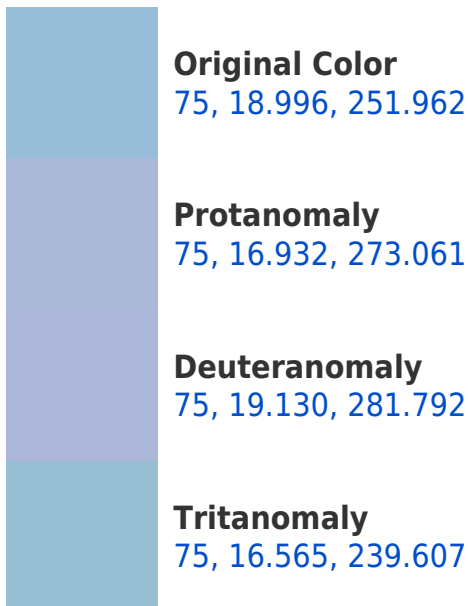 Original Color
75, 18.996, 251.962
Protanomaly
75, 16.932, 273.061
Deuteranomaly
75, 19.130, 281.792
Tritanomaly
75, 16.565, 239.607